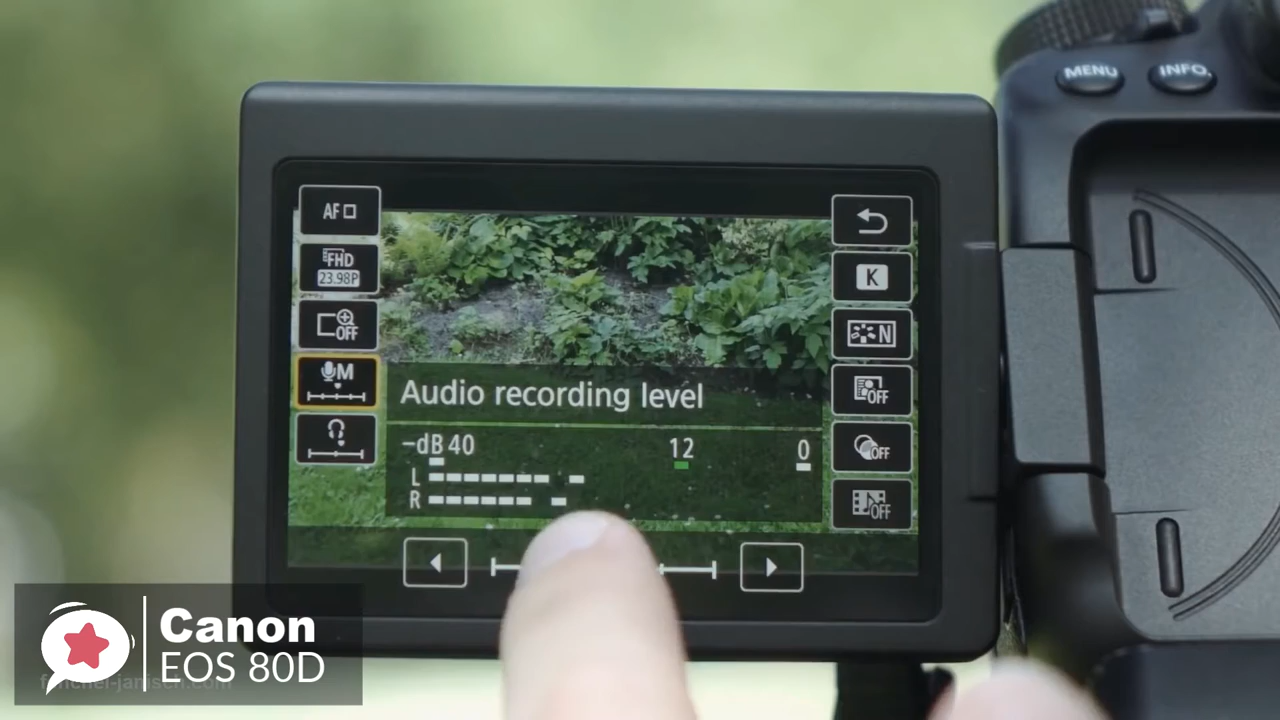 MENU
INFO.
AF
FHD
23.98P
OFF
M
K
N
OFF
OFF
OFF
Audio recording level
-dB 40 12 0
L
R
Canon
EOS 80D